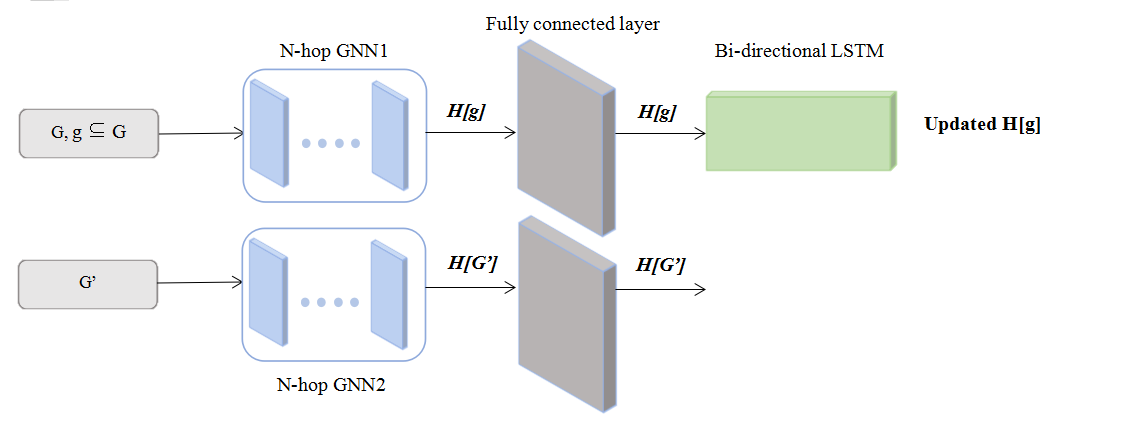 Fully connected layer
N-hop GNN1
Bi-directional LSTM
G, g ⊆ G
H[g]
H[g]
Updated H[g]
G’
H[G’]
H[G’]
N-hop GNN2